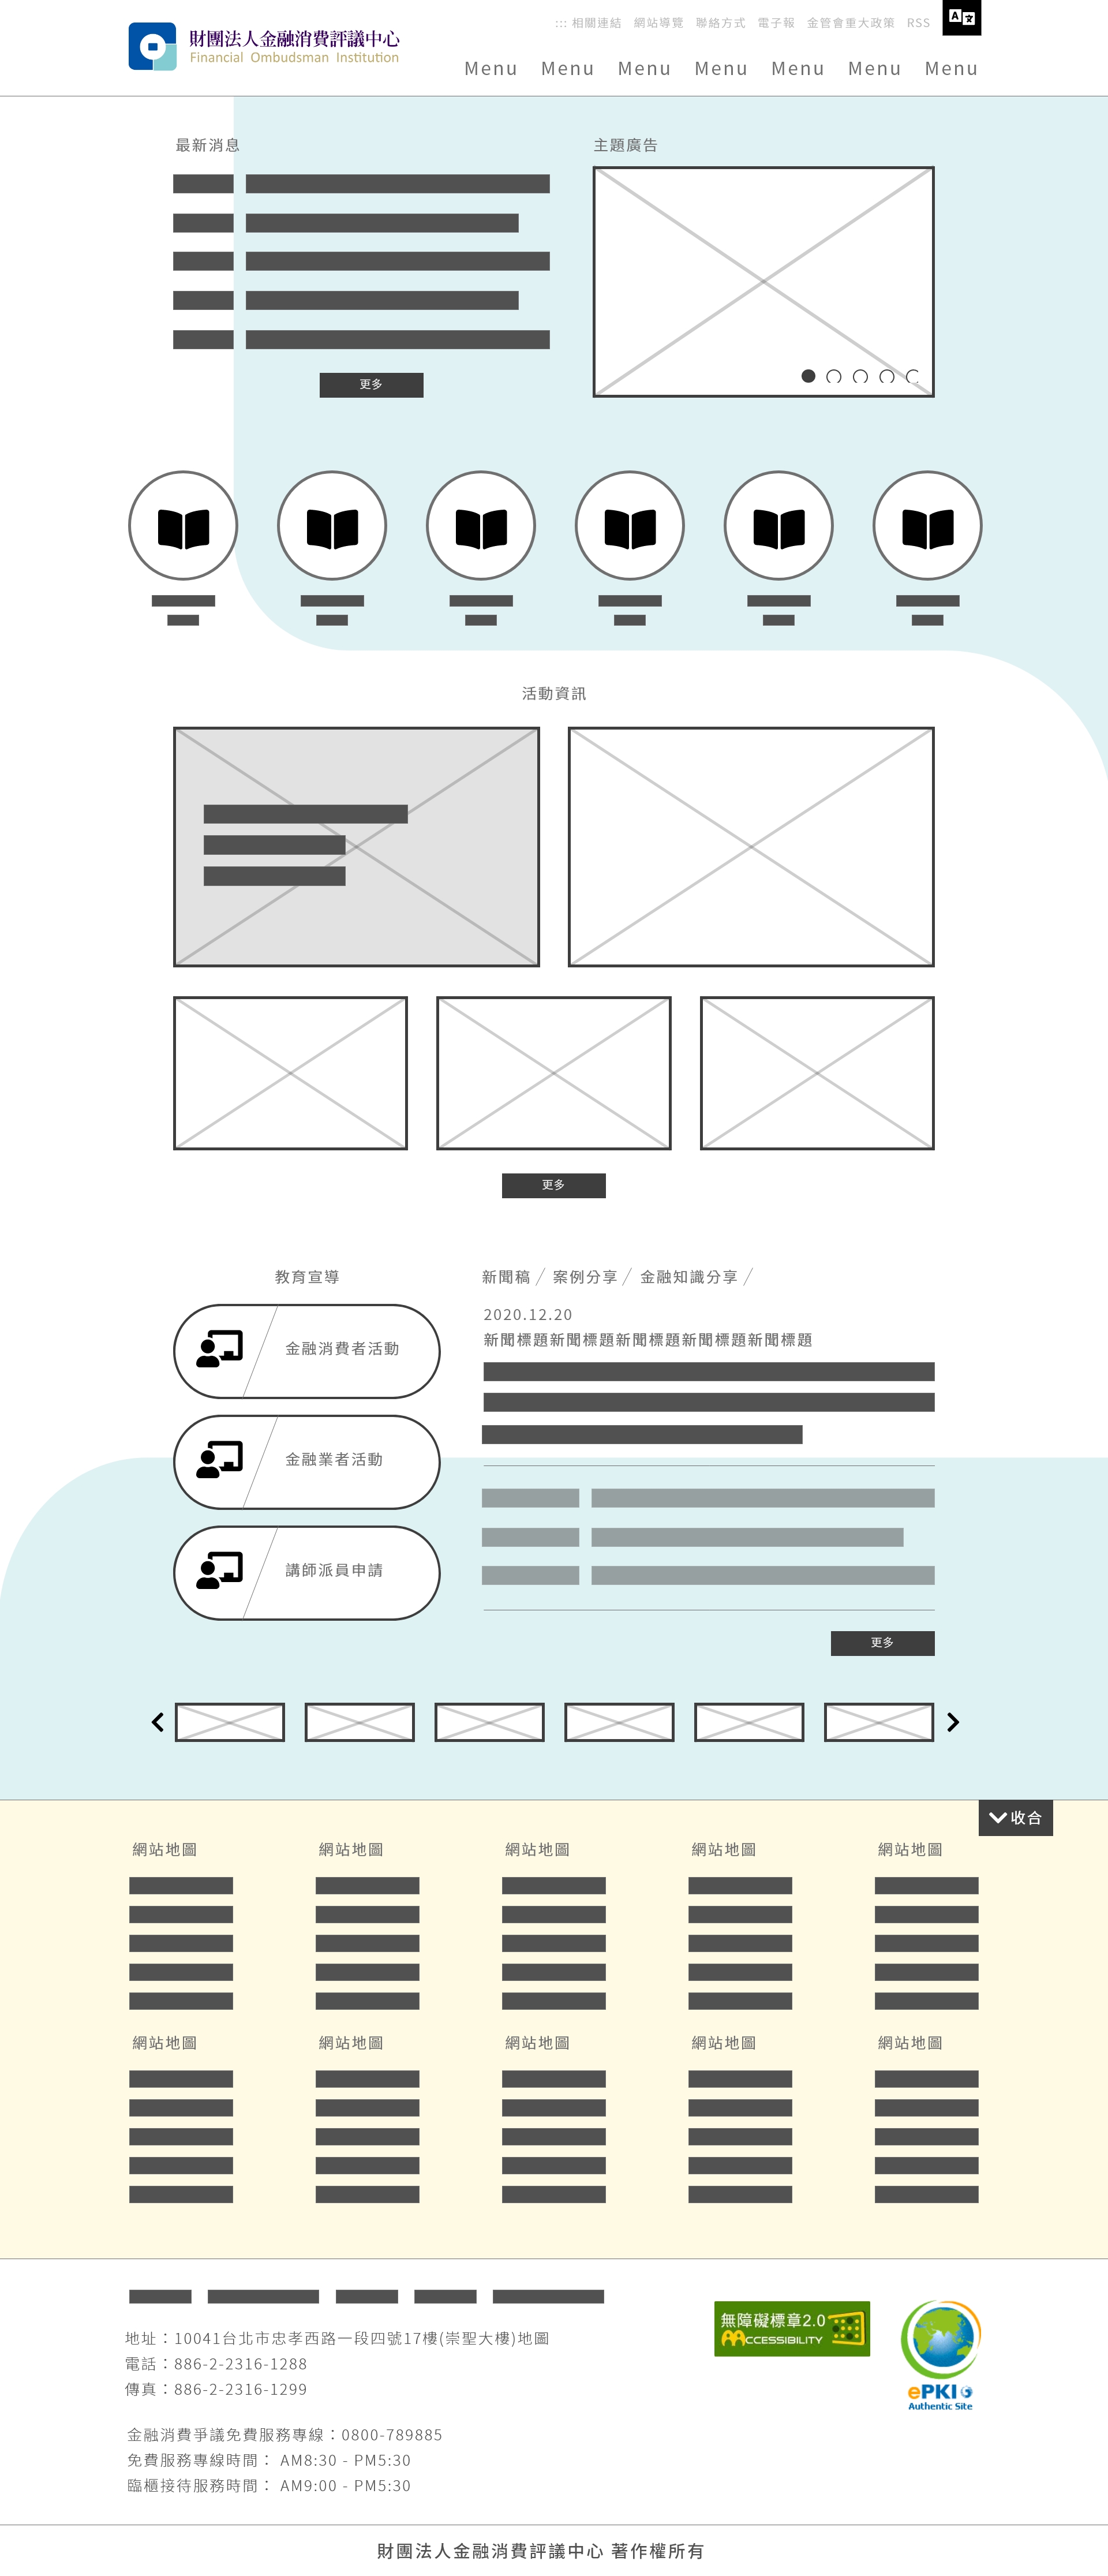 財團法人金融消費評議中心
Financial Ombudsman Institution
::: 相關連結 網站導覽 聯絡方式 電子報 金管會重大政策 RSS
A 文
Menu Menu Menu Menu Menu Menu Menu
最新消息
主題廣告
更多
活動資訊
更多
教育宣導
金融消費者活動
金融業者活動
講師派員申請
新聞稿 / 案例分享 / 金融知識分享 /
2020.12.20
新聞標題新聞標題新聞標題新聞標題新聞標題
更多
收合
網站地圖 網站地圖 網站地圖 網站地圖 網站地圖
網站地圖 網站地圖 網站地圖 網站地圖 網站地圖
地址：10041台北市忠孝西路一段四號17樓(崇聖大樓)地圖
電話：886-2-2316-1288
傳真：886-2-2316-1299
金融消費爭議免費服務專線：0800-789885
免費服務專線時間： AM8:30 - PM5:30
臨櫃接待服務時間： AM9:00 - PM5:30
無障礙標章2.0
ACCESSIBILITY
ePKI
Authentic Site
財團法人金融消費評議中心 著作權所有